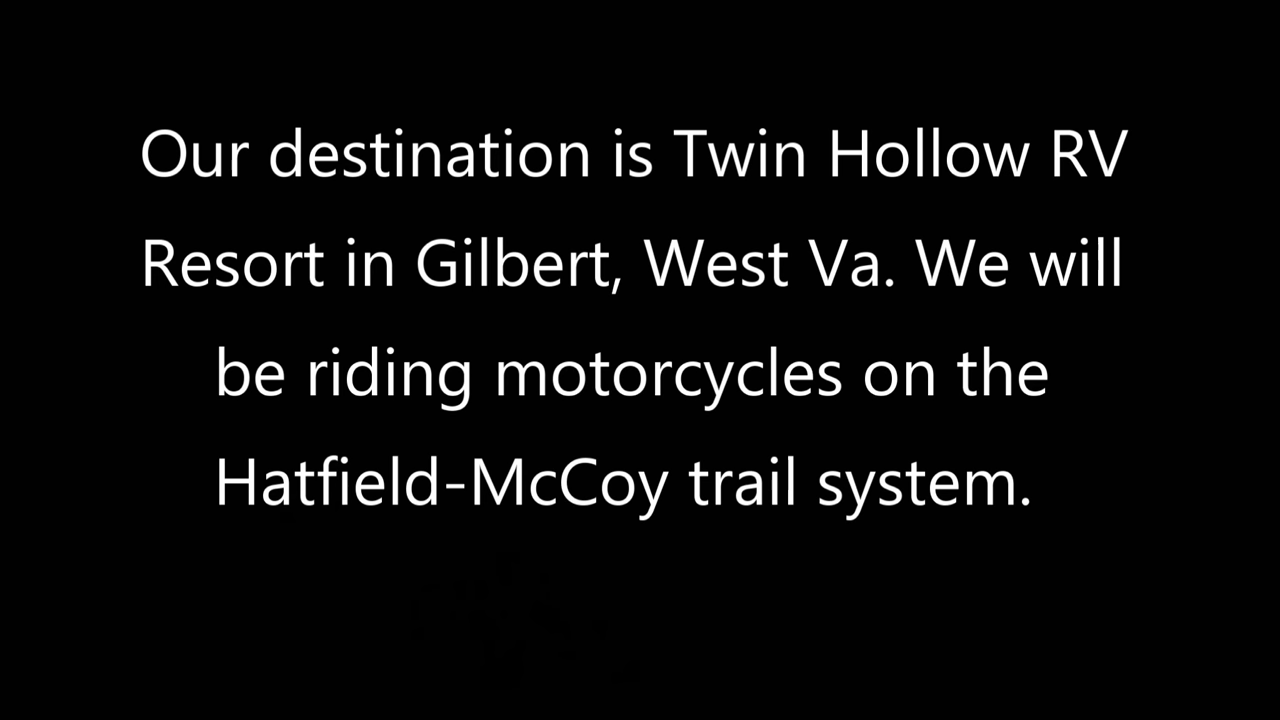 Our destination is Twin Hollow RV
Resort in Gilbert, West Va. We will
be riding motorcycles on the
Hatfield-McCoy trail system.